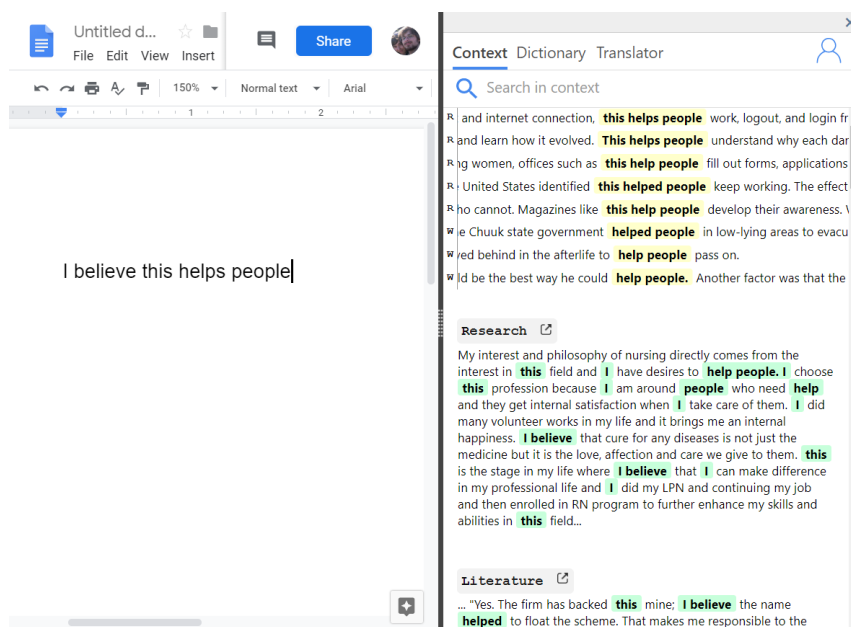 Untitled d...
File Edit View Insert
Share
150% Normal text Arial
1 2
I believe this helps people
Context Dictionary Translator
Search in context
R and internet connection, this helps people work, logout, and login fr
R and learn how it evolved. This helps people understand why each dar
R ng women, offices such as this help people fill out forms, applications
R United States identified this helped people keep working. The effect
R ho cannot. Magazines like this help people develop their awareness.
W e Chuuk state government helped people in low-lying areas to evacu
W ved behind in the afterlife to help people pass on.
W ld be the best way he could help people. Another factor was that the
Research
My interest and philosophy of nursing directly comes from the
interest in this field and I have desires to help people. I choose
this profession because I am around people who need help
and they get internal satisfaction when I take care of them. I did
many volunteer works in my life and it brings me an internal
happiness. I believe that cure for any diseases is not just the
medicine but it is the love, affection and care we give to them. this
is the stage in my life where I believe that I can make difference
in my professional life and I did my LPN and continuing my job
and then enrolled in RN program to further enhance my skills and
abilities in this field...
Literature
... "Yes. The firm has backed this mine; I believe the name
helped to float the scheme. That makes me responsible to the